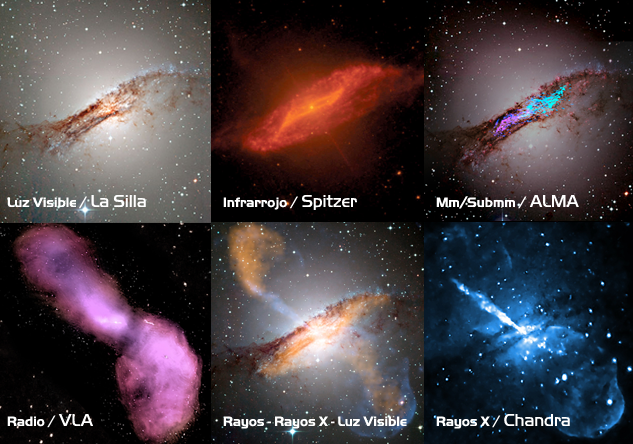 Luz Visible / La Silla
Infrarrojo / Spitzer
Mm/Submm / ALMA
Radio / VLA
Rayos - Rayos X - Luz Visible
Rayos X / Chandra